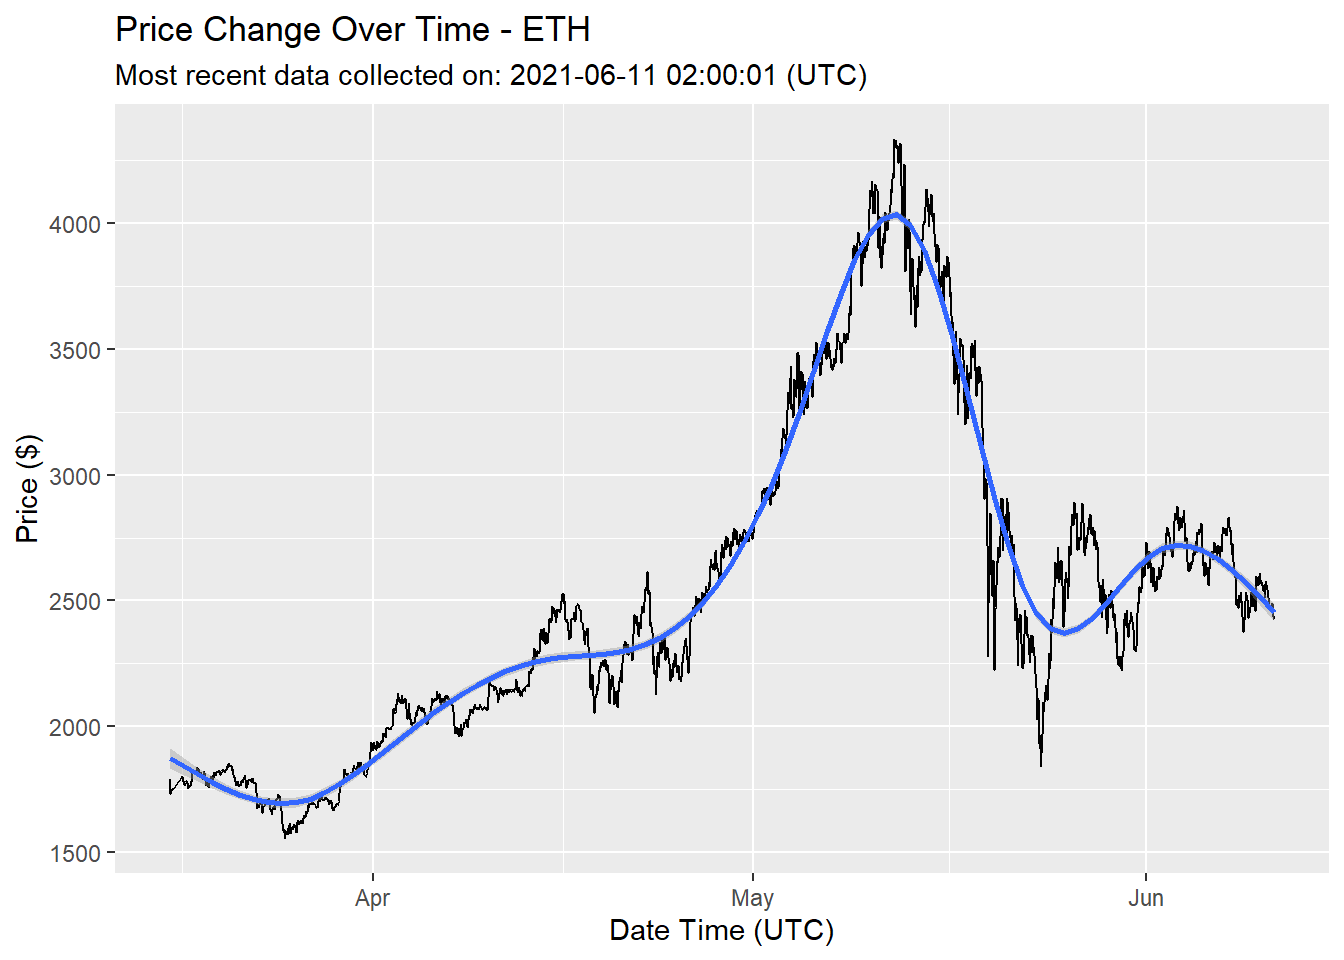 Price Change Over Time - ETH
Most recent data collected on: 2021-06-11 02:00:01 (UTC)
Price ($)
4000
3500
3000
2500
2000
1500
Apr
May
Jun
Date Time (UTC)